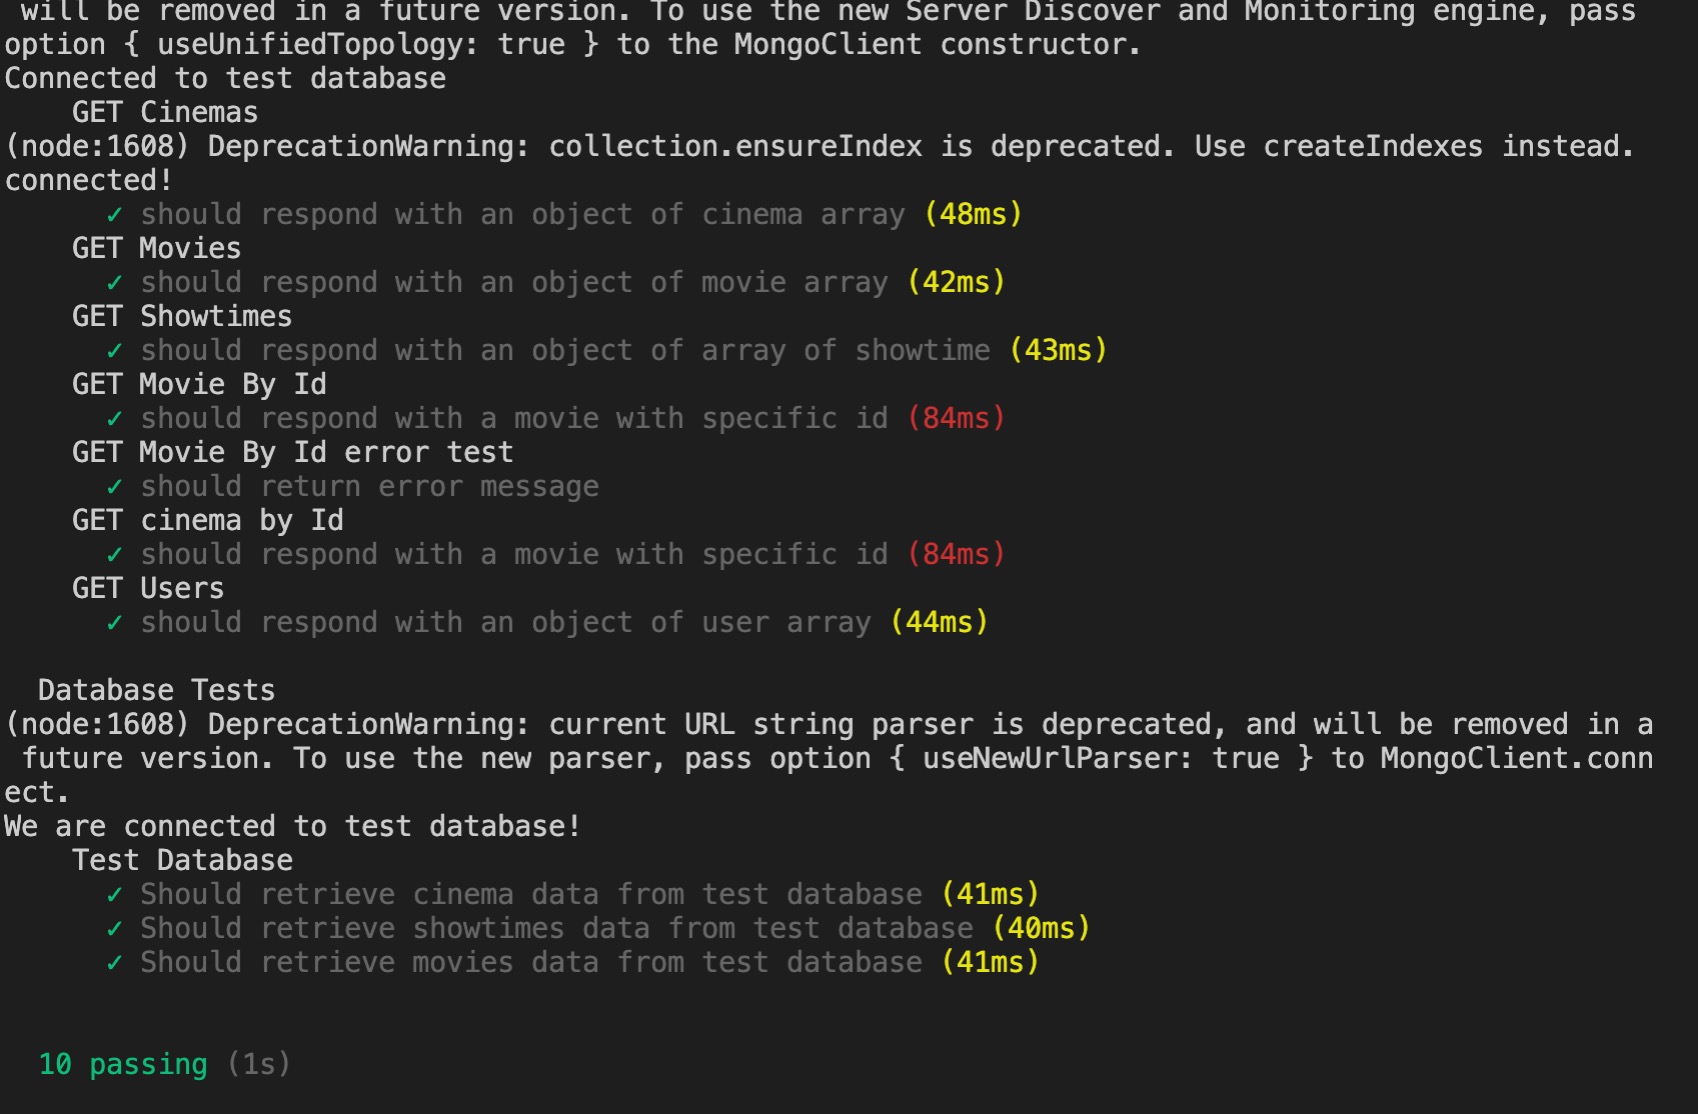 will be removed in a future version. To use the new Server Discover and Monitoring engine, pass
option { useUnifiedTopology: true } to the MongoClient constructor.
Connected to test database
GET Cinemas
(node:1608) DeprecationWarning: collection.ensureIndex is deprecated. Use createIndexes instead.
connected!
✓ should respond with an object of cinema array (48ms)
GET Movies
✓ should respond with an object of movie array (42ms)
GET Showtimes
✓ should respond with an object of array of showtime (43ms)
GET Movie By Id
✓ should respond with a movie with specific id (84ms)
GET Movie By Id error test
✓ should return error message
GET cinema by Id
✓ should respond with a movie with specific id (84ms)
GET Users
✓ should respond with an object of user array (44ms)
Database Tests
(node:1608) DeprecationWarning: current URL string parser is deprecated, and will be removed in a
future version. To use the new parser, pass option { useNewUrlParser: true } to MongoClient.conn
ect.
We are connected to test database!
Test Database
✓ Should retrieve cinema data from test database (41ms)
✓ Should retrieve showtimes data from test database (40ms)
✓ Should retrieve movies data from test database (41ms)
10 passing (1s)